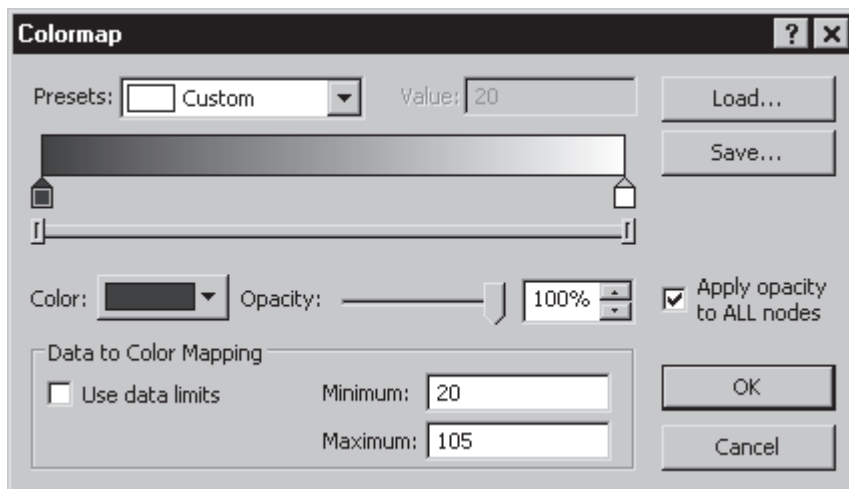 Colormap
Presets: Custom Value: 20 Load...
Save...
Color: Opacity: 100% Apply opacity
to ALL nodes
Data to Color Mapping
Use data limits Minimum: 20 OK
Maximum: 105 Cancel